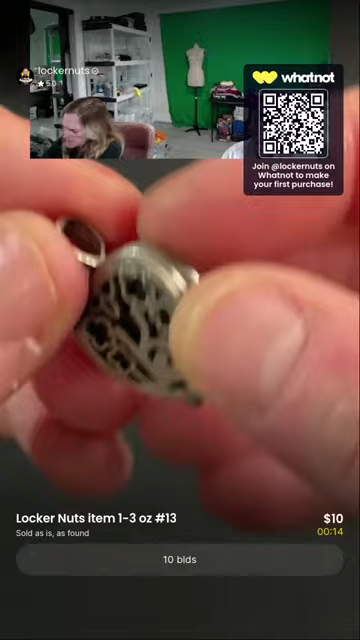 lockernuts
★ 5.0
whatnot
Join @lockernuts on
Whatnot to make
your first purchase!
Locker Nuts item 1-3 oz #13
$10
Sold as is, as found
00:14
10 bids